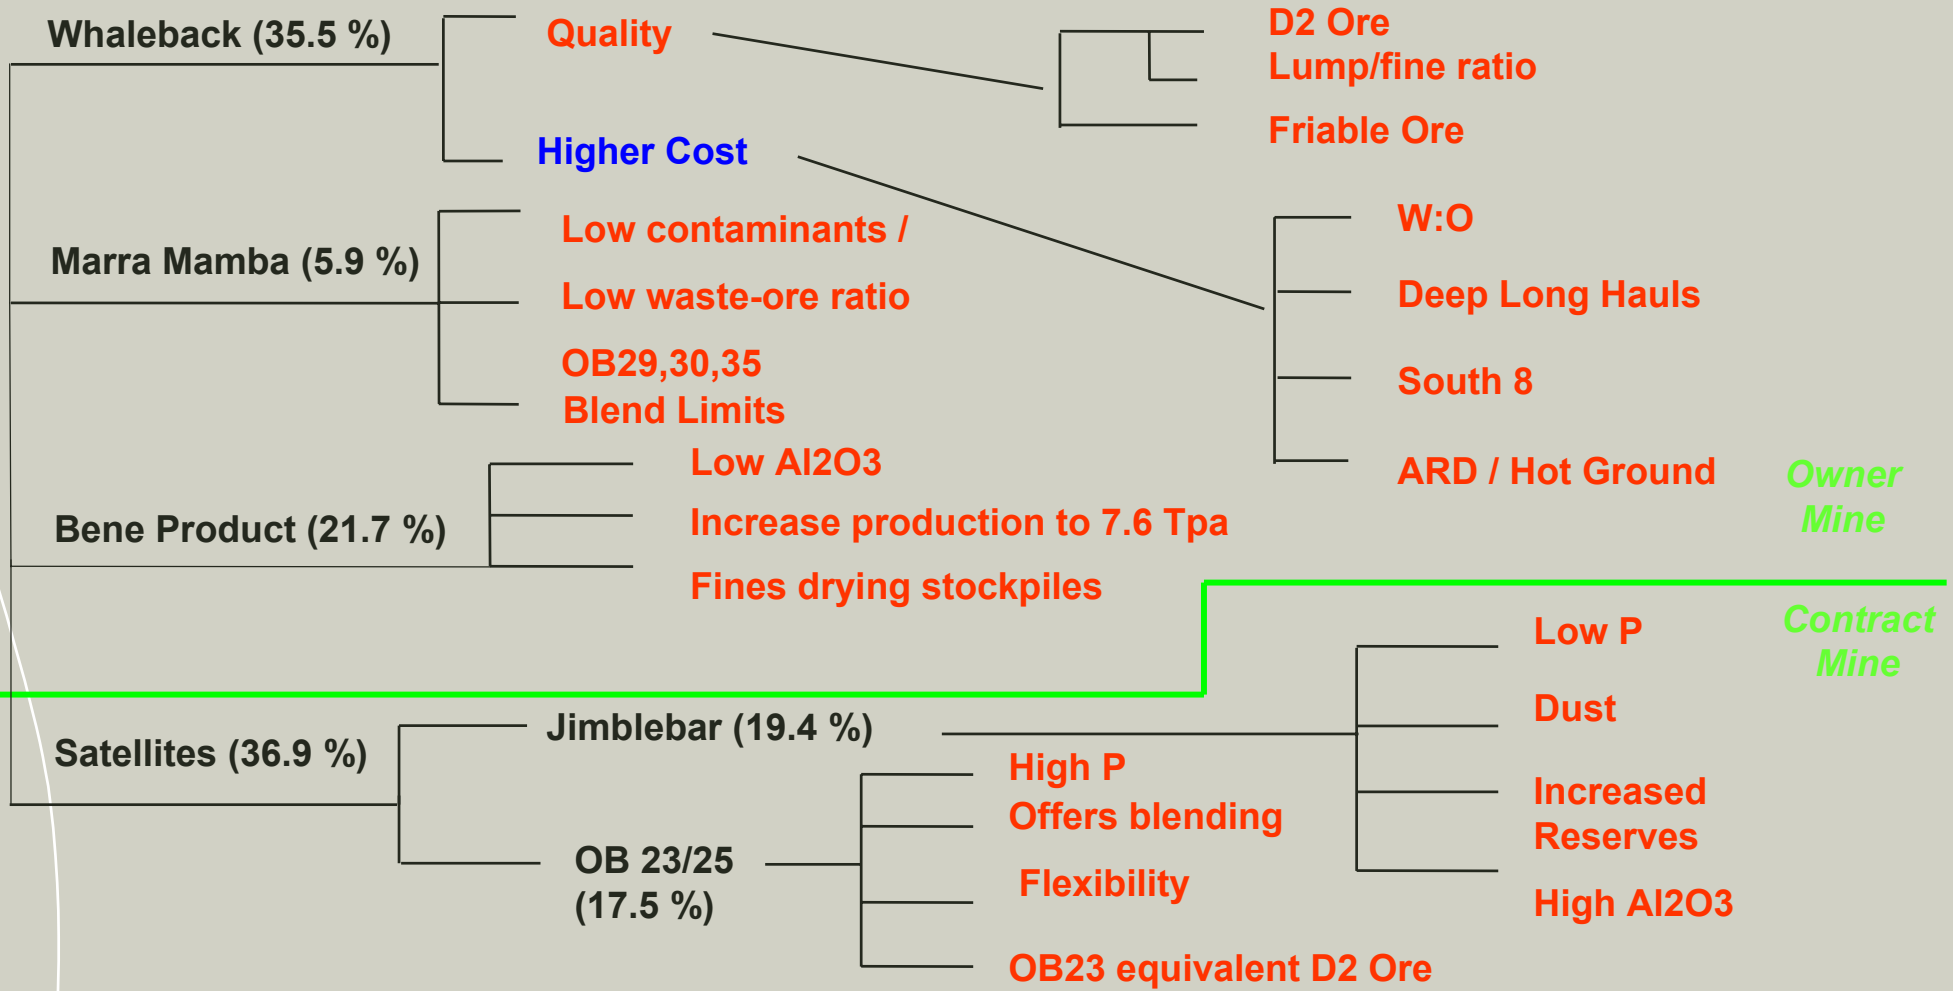 Whaleback (35.5 %)
Quality
D2 Ore
Lump/fine ratio
Friable Ore
Higher Cost
W:O
Deep Long Hauls
South 8
ARD / Hot Ground
Marra Mamba (5.9 %)
Low contaminants /
Low waste-ore ratio
OB29,30,35
Blend Limits
Bene Product (21.7 %)
Low Al2O3
Increase production to 7.6 Tpa
Fines drying stockpiles
Owner
Mine
Contract
Mine
Satellites (36.9 %)
Jimblebar (19.4 %)
Low P
Dust
Increased
Reserves
High Al2O3
OB 23/25
(17.5 %)
High P
Offers blending
Flexibility
OB23 equivalent D2 Ore